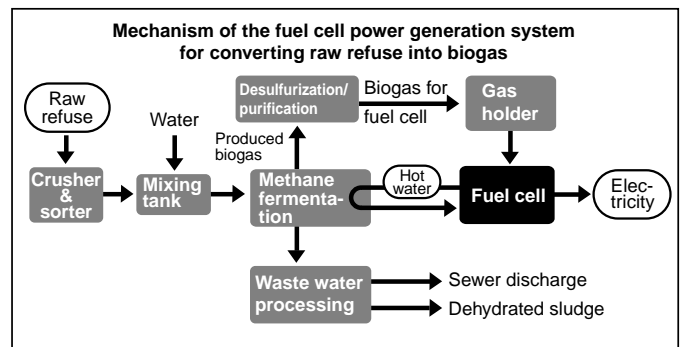 Mechanism of the fuel cell power generation system
for converting raw refuse into biogas
Raw
refuse
Water
Crusher
&
sorter
Mixing
tank
Produced
biogas
Desulfurization/
purification
Biogas for
fuel cell
Gas
holder
Methane
fermenta-
tion
Hot
water
Fuel cell
Elec-
tricity
Waste water
processing
Sewer discharge
Dehydrated sludge